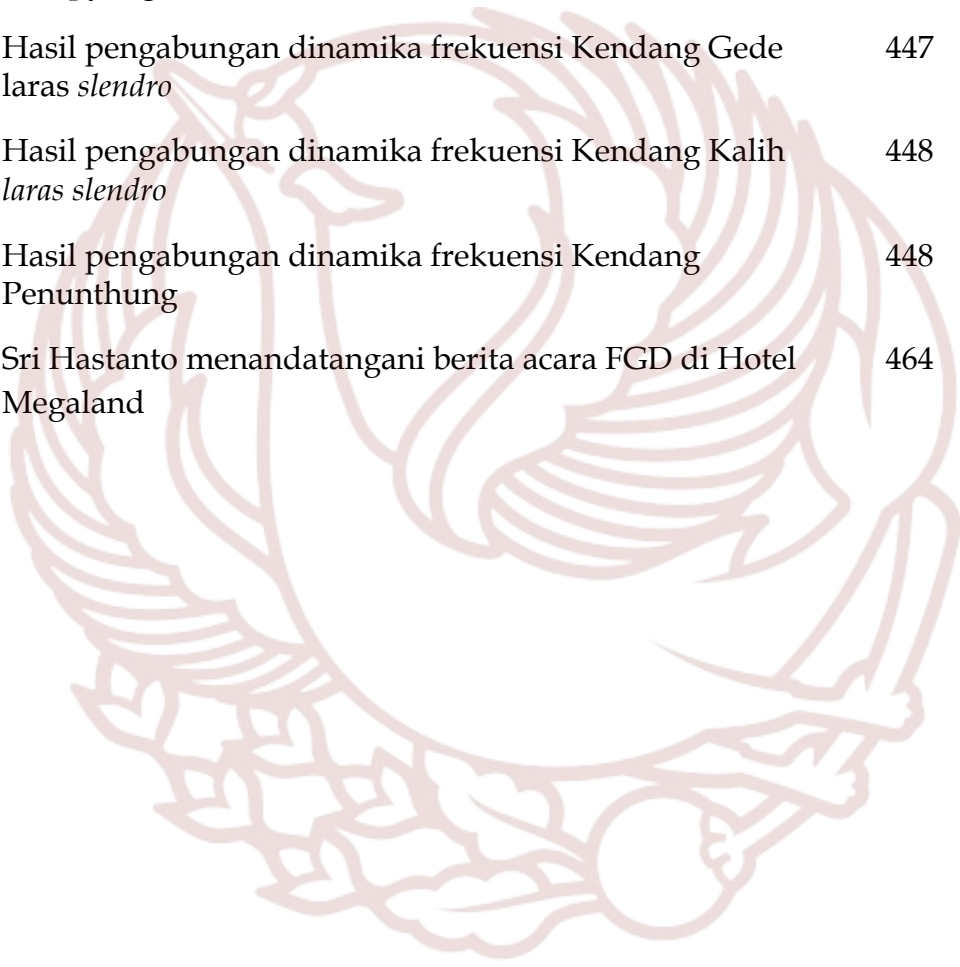 Hasil pengabungan dinamika frekuensi Kendang Gede 447
laras slendro
Hasil pengabungan dinamika frekuensi Kendang Kalih 448
laras slendro
Hasil pengabungan dinamika frekuensi Kendang 448
Penunthung
Sri Hastanto menandatangani berita acara FGD di Hotel 464
Megaland